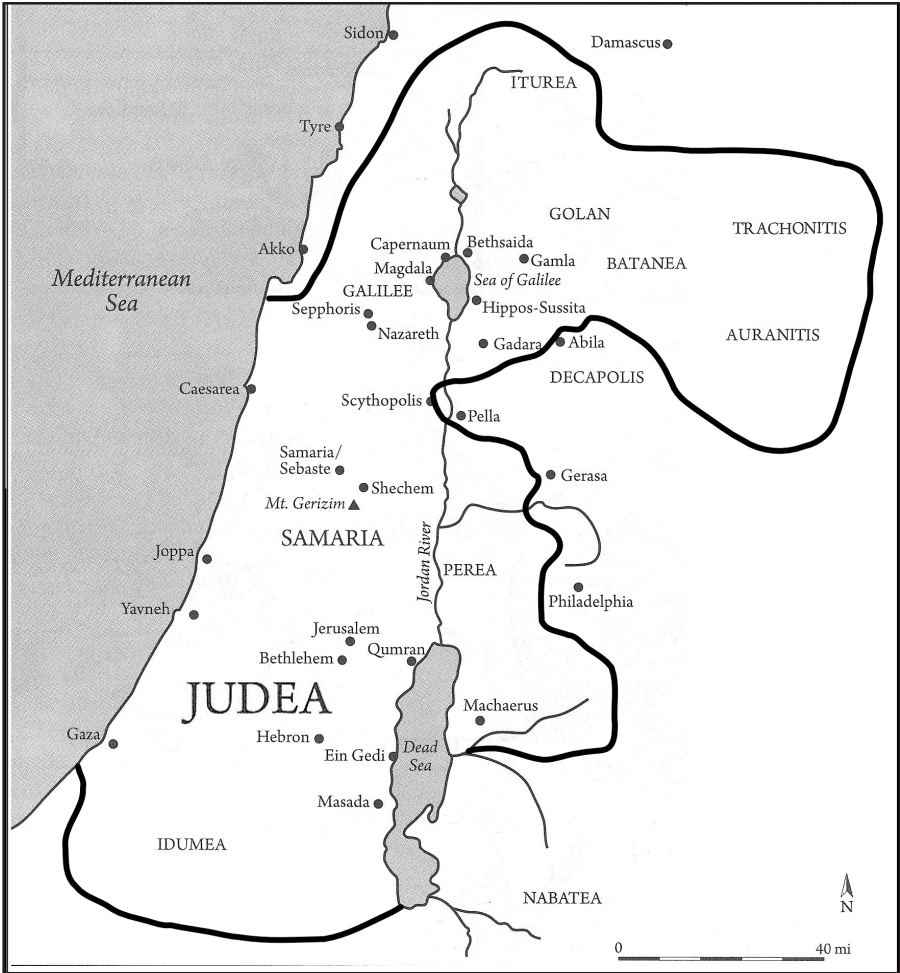 Sidon
Damascus
ITUREA
Tyre
GOLAN
TRACHONITIS
Akko
Capernaum
Bethsaida
Gamla
BATANEA
Magdala
Sea of Galilee
Mediterranean
Sea
GALILEE
Sepphoris
Hippos-Sussita
Nazareth
Gadara
Abila
AURANITIS
DECAPOLIS
Caesarea
Scythopolis
Pella
Samaria/
Sebaste
Shechem
Gerasa
Mt. Gerizim
SAMARIA
Joppa
Jordan River
PEREA
Yavneh
Philadelphia
Jerusalem
Bethlehem
Qumran
JUDEA
Machaerus
Gaza
Hebron
Ein Gedi
Dead
Sea
Masada
IDUMEA
NABATEA
N
0
40 mi